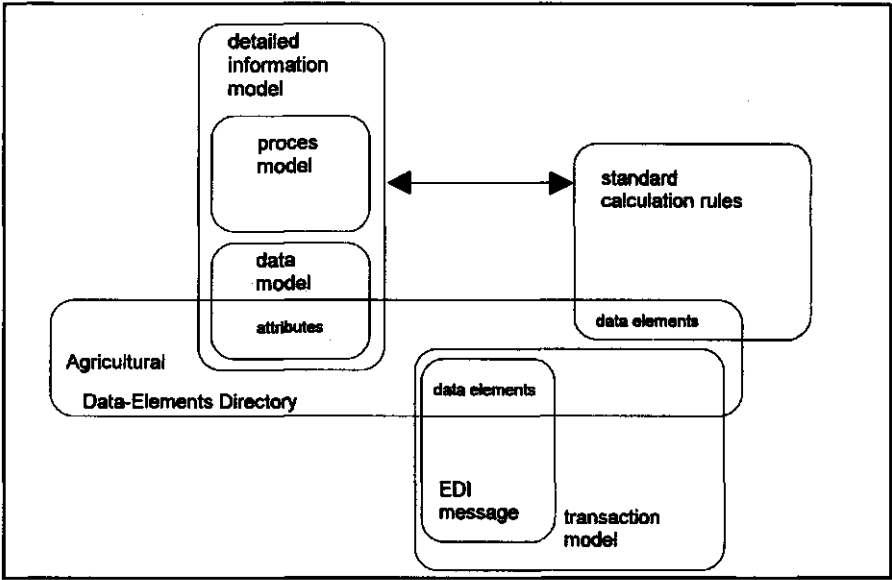 detailed
information
model
proces
model
standard
calculation rules
data
model
attributes
data elements
Agricultural
Data-Elements Directory
data elements
EDI
message
transaction
model